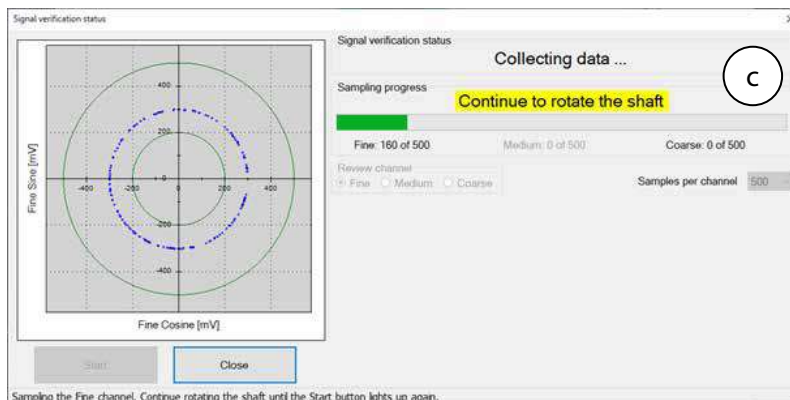 Signal verification status
Signal verification status
Collecting data ...
C
Sampling progress
Continue to rotate the shaft
Fine: 160 of 500 Medium: 0 of 500 Coarse: 0 of 500
Review channel
Fine Medium Coarse
Samples per channel 500
Fine Sine [mV]
400
200
-400 -200 0 200 400
-200
-400
Fine Cosine [mV]
Start Close
Sampling the Fine channel. Continue rotating the shaft until the Start button lights up again.